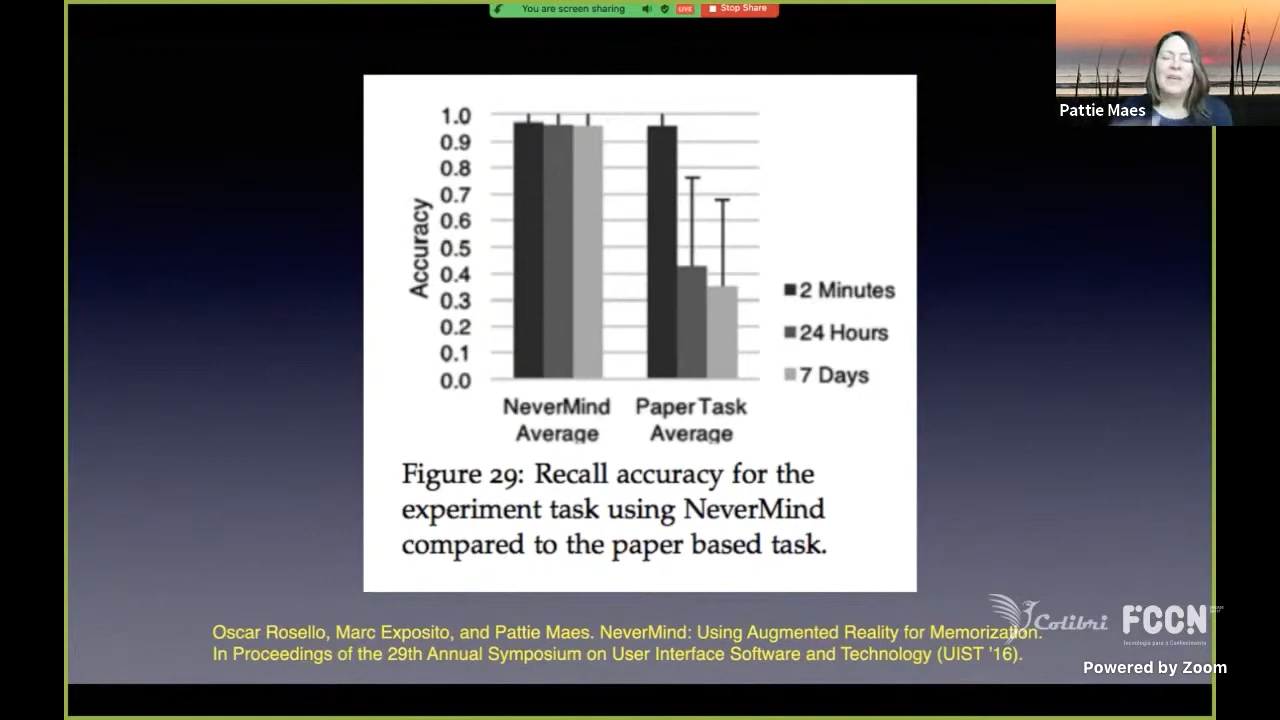 You are screen sharing
LIVE
Stop Share
Pattie Maes
1.0
0.9
0.8
0.7
0.6
0.5
0.4
0.3
0.2
0.1
0.0
Accuracy
2 Minutes
24 Hours
7 Days
NeverMind
Average
Paper Task
Average
Figure 29: Recall accuracy for the
experiment task using NeverMind
compared to the paper based task.
Oscar Rosello, Marc Exposito, and Pattie Maes. NeverMind: Using Augmented Reality for Memorization.
In Proceedings of the 29th Annual Symposium on User Interface Software and Technology (UIST '16).
Colibri
FCCN
Tecnologia para o Conhecimento
Powered by Zoom